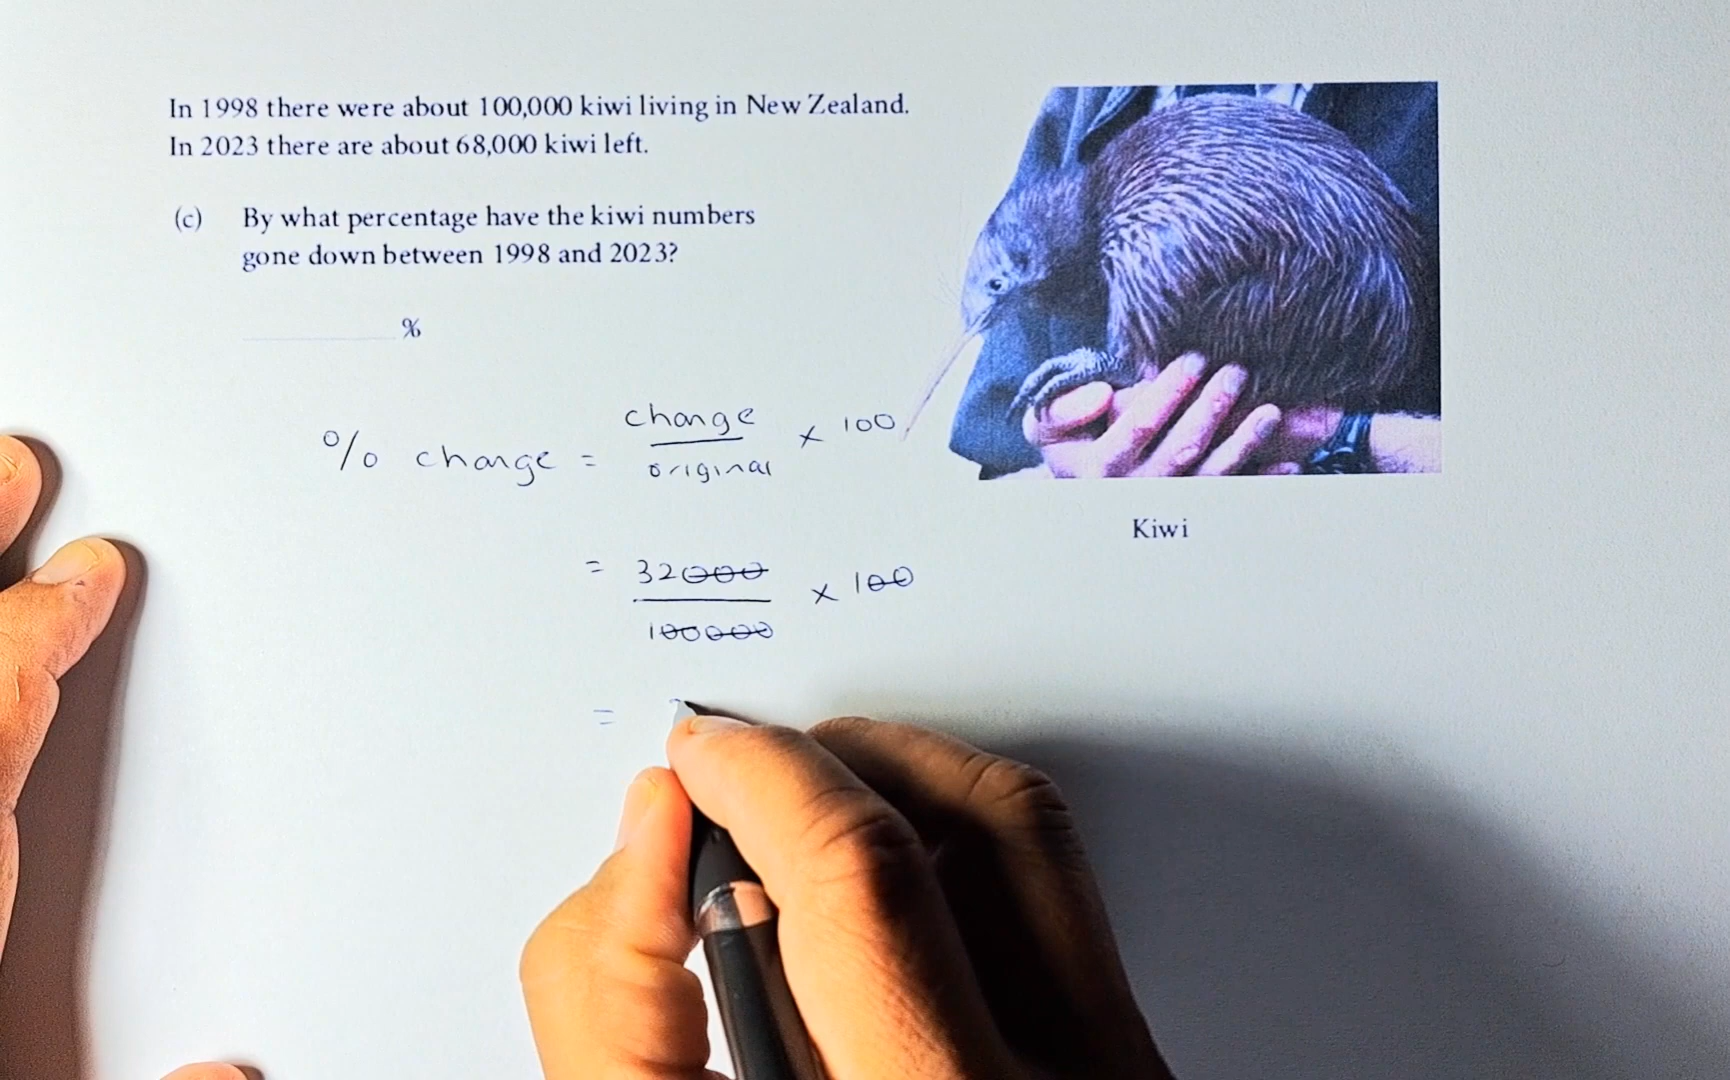 In 1998 there were about 100,000 kiwi living in New Zealand.
In 2023 there are about 68,000 kiwi left.
(c) By what percentage have the kiwi numbers
gone down between 1998 and 2023?
%
% change = change / original × 100
= 32000 / 100000 × 100
=
Kiwi